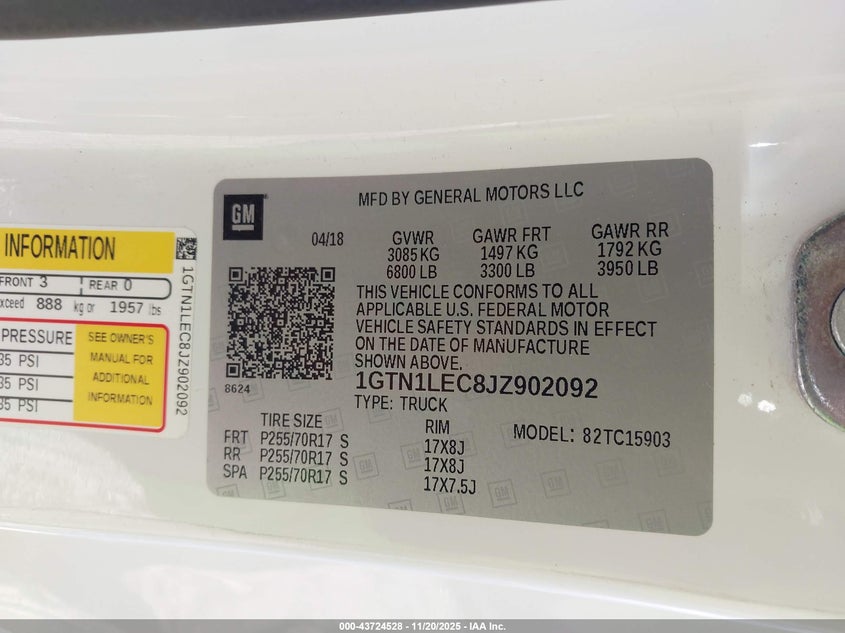 INFORMATION
FRONT 3 REAR 0
exceed 888 kg or 1957 lbs
PRESSURE
35 PSI
35 PSI
35 PSI
SEE OWNER'S
MANUAL FOR
ADDITIONAL
INFORMATION
1GTN1LEC8JZ902092
GM
MFD BY GENERAL MOTORS LLC
04/18 GVWR GAWR FRT GAWR RR
3085 KG 1497 KG 1792 KG
6800 LB 3300 LB 3950 LB
THIS VEHICLE CONFORMS TO ALL
APPLICABLE U.S. FEDERAL MOTOR
VEHICLE SAFETY STANDARDS IN EFFECT
ON THE DATE OF MANUFACTURE
SHOWN ABOVE.
8624
1GTN1LEC8JZ902092
TYPE: TRUCK
TIRE SIZE RIM MODEL: 82TC15903
FRT P255/70R17 S 17X8J
RR P255/70R17 S 17X8J
SPA P255/70R17 S 17X7.5J
000-43724528 - 11/20/2025 - IAA Inc.